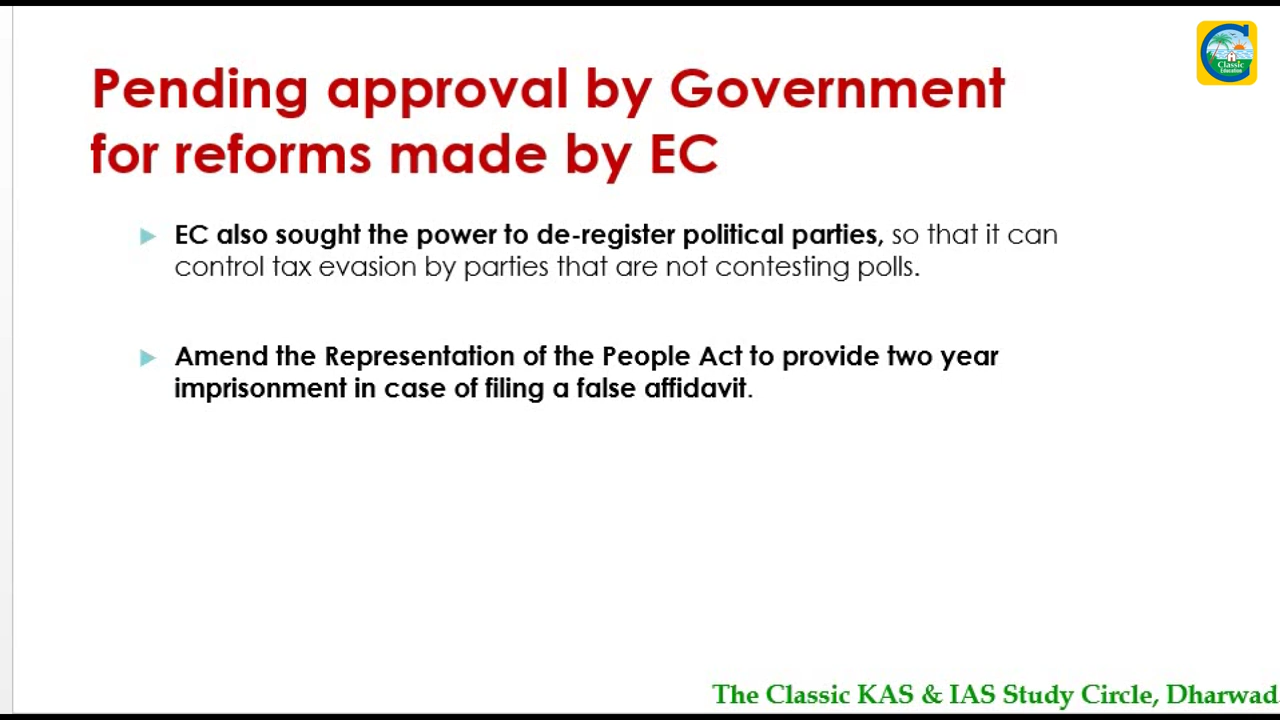 Classic
Education
Pending approval by Government
for reforms made by EC
EC also sought the power to de-register political parties, so that it can
control tax evasion by parties that are not contesting polls.
Amend the Representation of the People Act to provide two year
imprisonment in case of filing a false affidavit.
The Classic KAS & IAS Study Circle, Dharwad